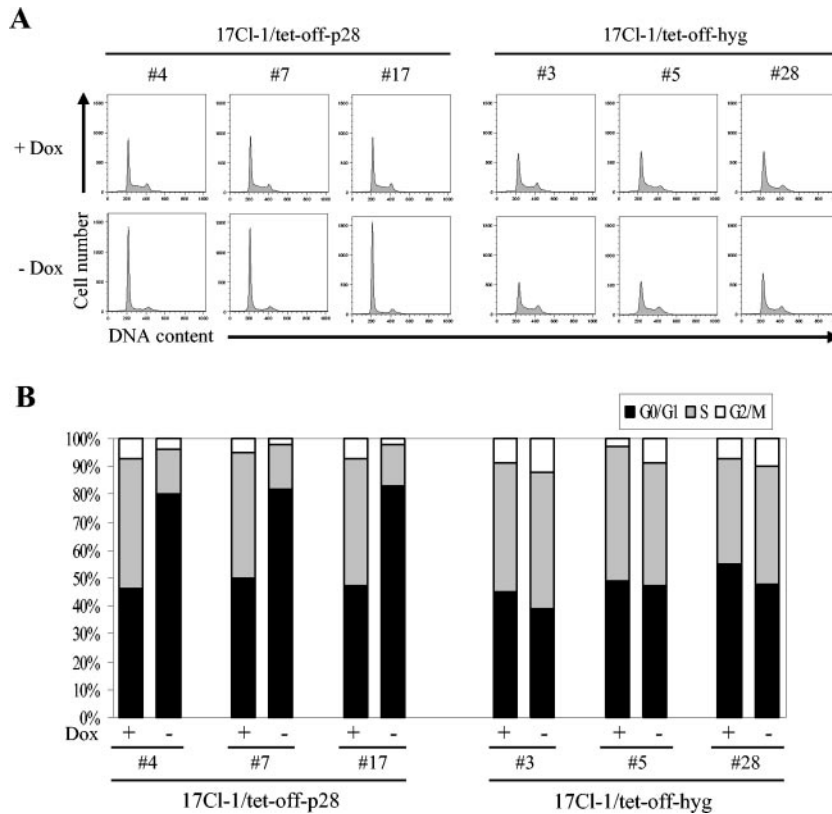 A
17Cl-1/tet-off-p28 17Cl-1/tet-off-hyg
#4 #7 #17 #3 #5 #28
+ Dox
- Dox
Cell number
DNA content
B
G0/G1 S G2/M
100%
90%
80%
70%
60%
50%
40%
30%
20%
10%
0%
Dox + - + - + - + - + - + -
#4 #7 #17 #3 #5 #28
17Cl-1/tet-off-p28 17Cl-1/tet-off-hyg